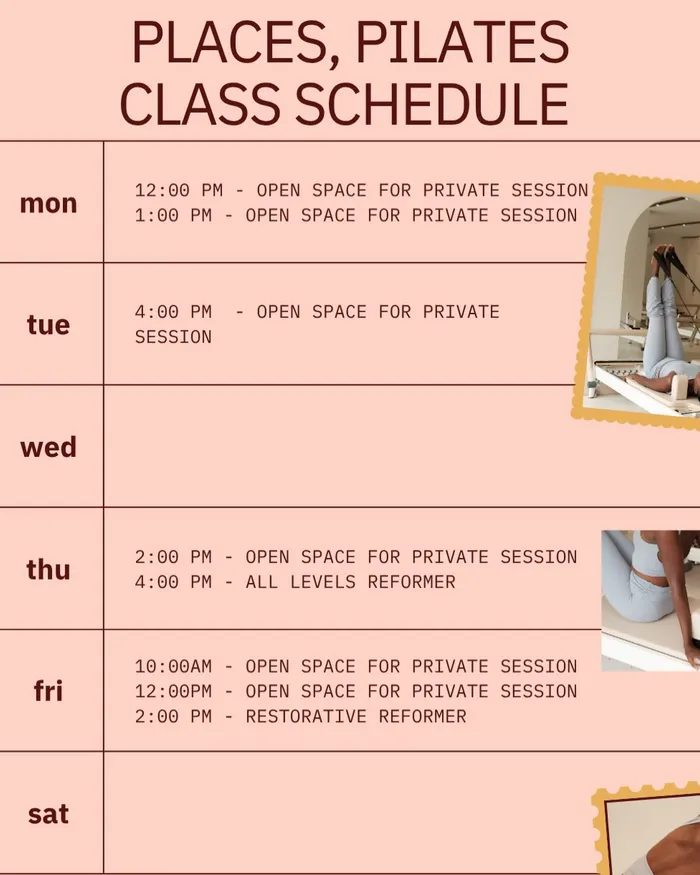 PLACES, PILATES
CLASS SCHEDULE
mon
12:00 PM - OPEN SPACE FOR PRIVATE SESSION
1:00 PM - OPEN SPACE FOR PRIVATE SESSION
tue
4:00 PM  - OPEN SPACE FOR PRIVATE
SESSION
wed
thu
2:00 PM - OPEN SPACE FOR PRIVATE SESSION
4:00 PM - ALL LEVELS REFORMER
fri
10:00AM - OPEN SPACE FOR PRIVATE SESSION
12:00PM - OPEN SPACE FOR PRIVATE SESSION
2:00 PM - RESTORATIVE REFORMER
sat